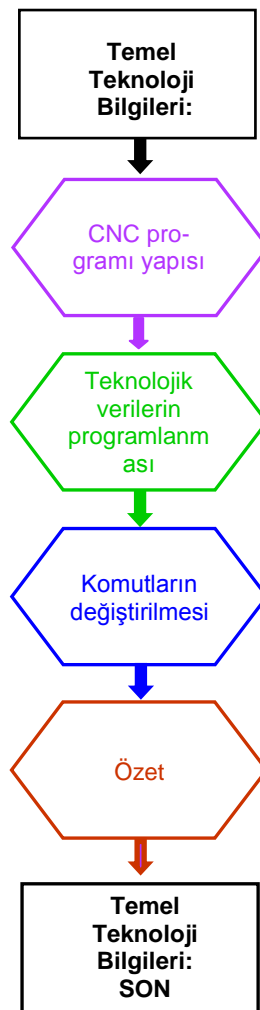 Temel
Teknoloji
Bilgileri:
CNC pro-
gramı yapısı
Teknolojik
verilerin
programlanm
ası
Komutların
değiştirilmesi
Özet
Temel
Teknoloji
Bilgileri:
SON